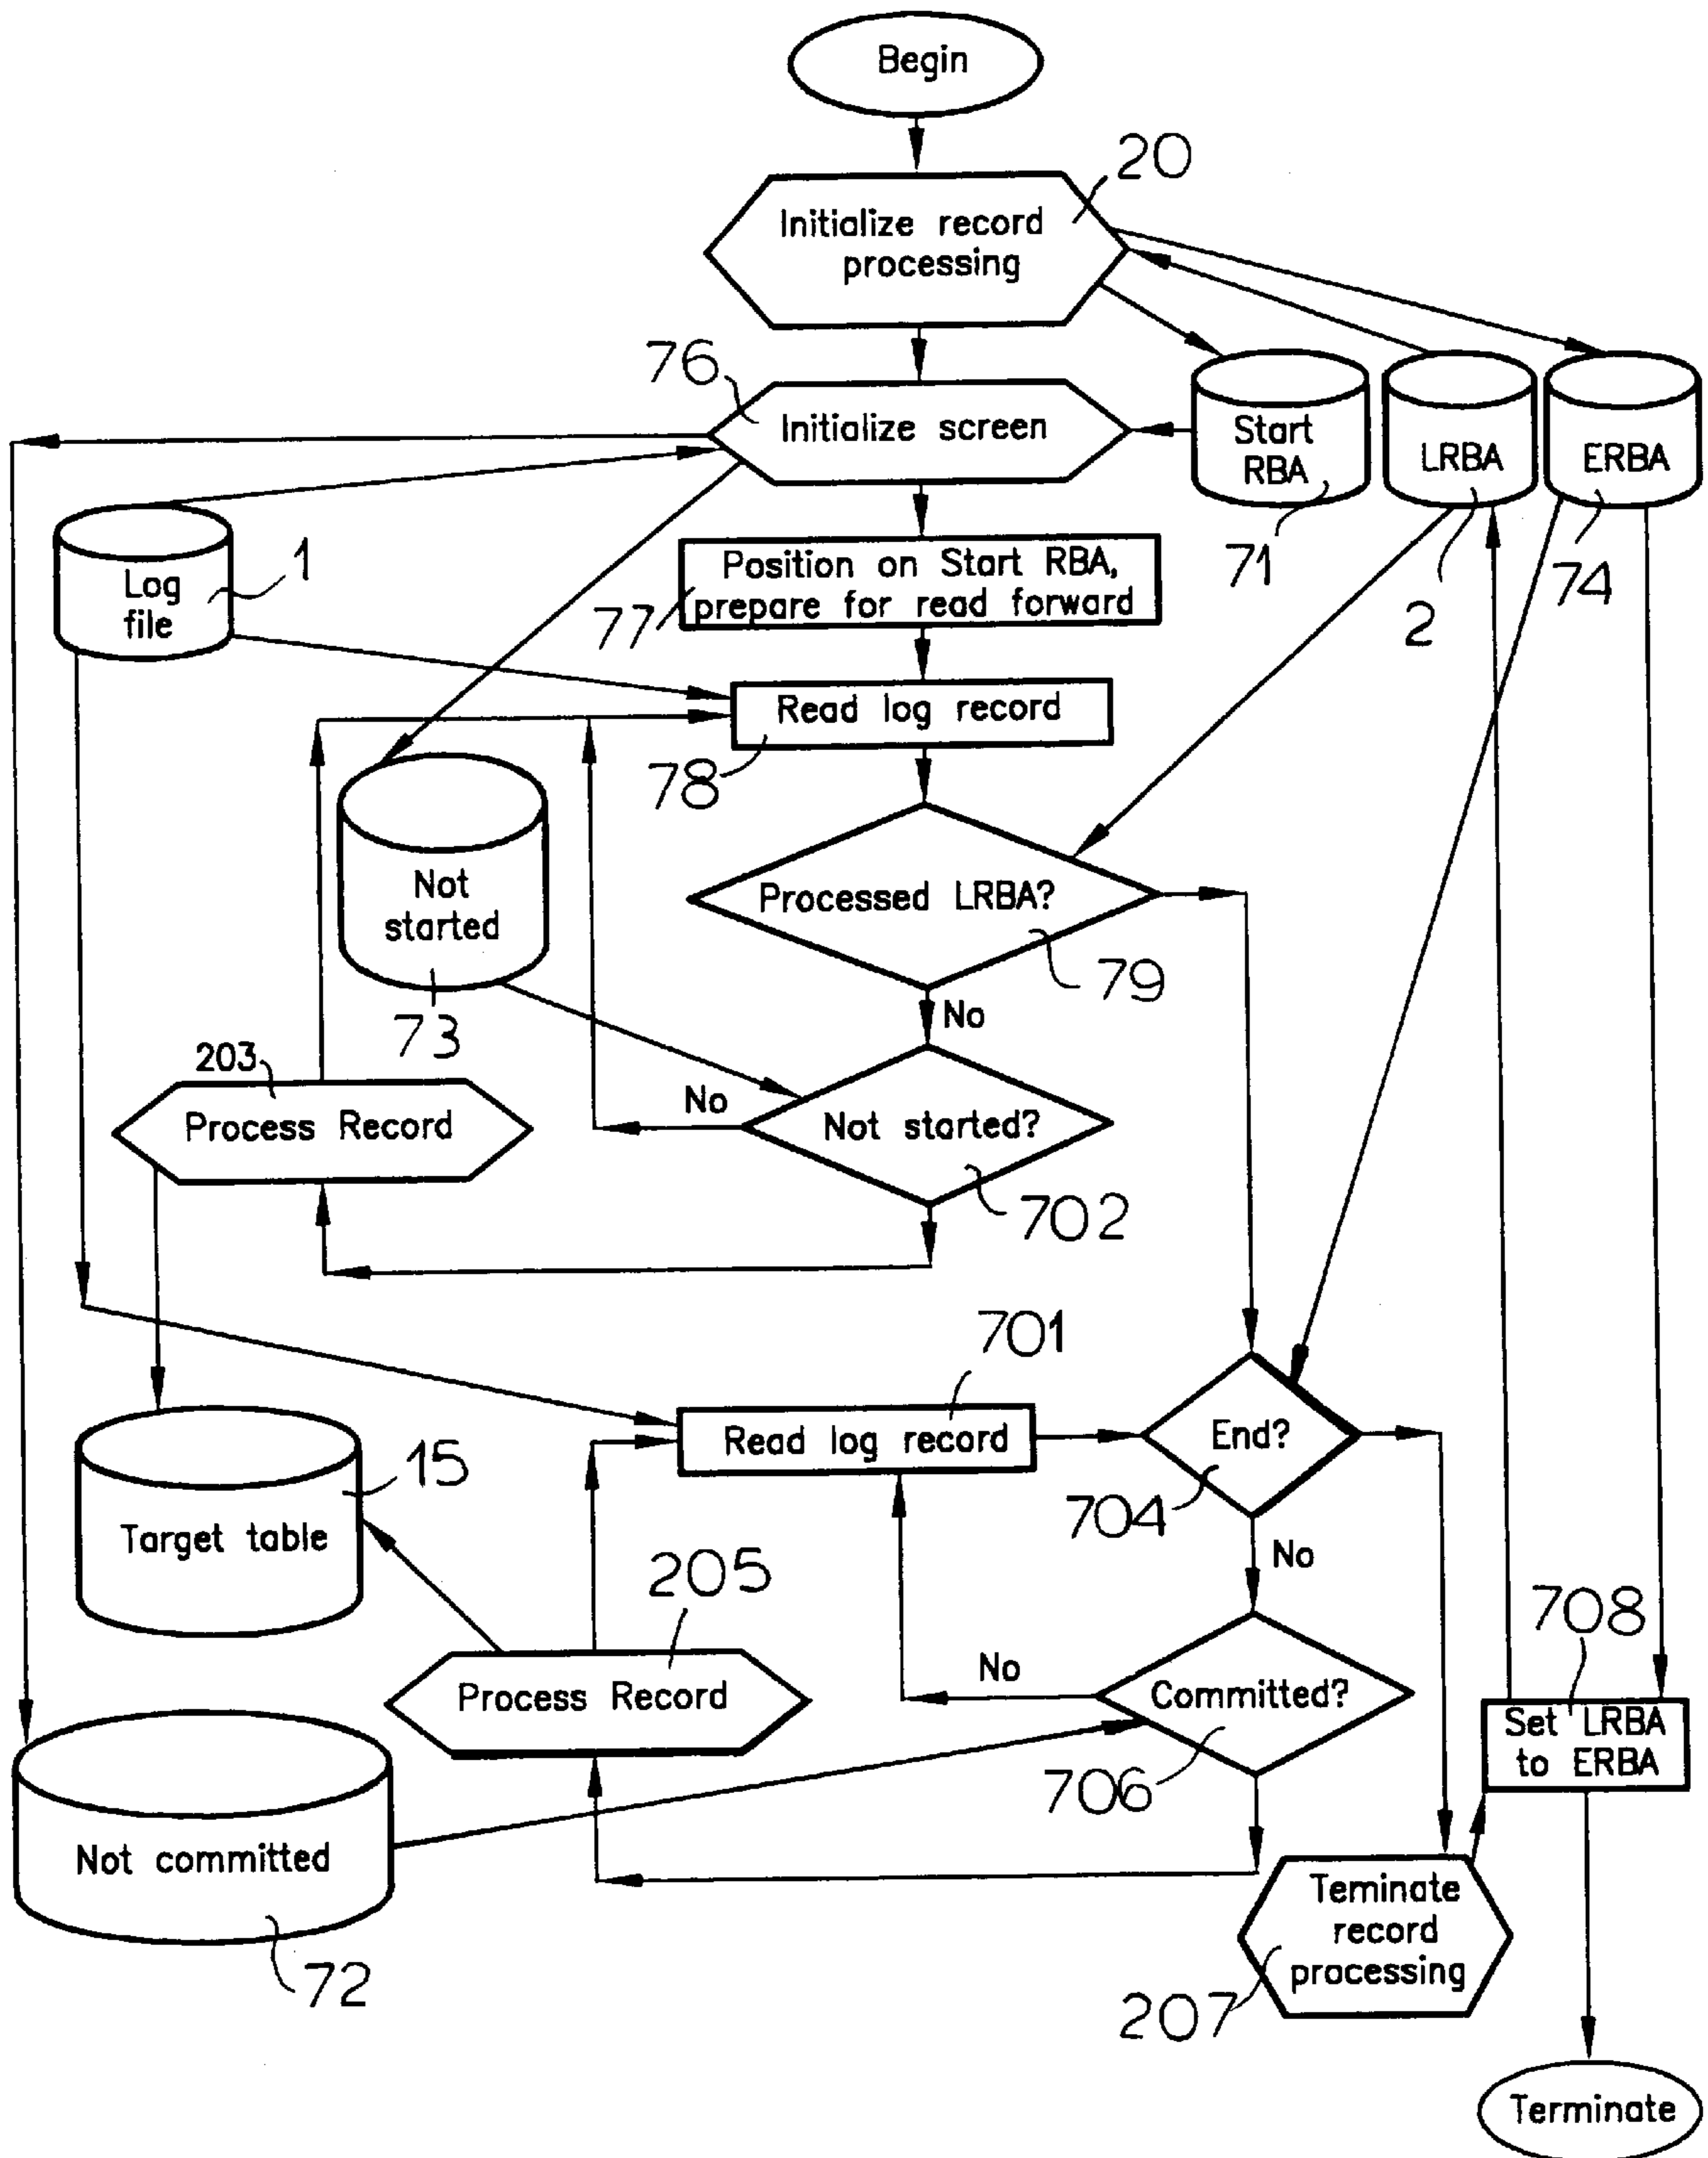 Begin
20
Initialize record
processing
76
Initialize screen
Start
RBA
LRBA
ERBA
71
2
74
Log
file
1
Position on Start RBA,
prepare for read forward
77
Read log record
78
Not
started
73
Processed LRBA?
79
No
203
Process Record
No
Not started?
702
701
Read log record
End?
704
No
15
Target table
205
Process Record
No
Committed?
706
708
Set LRBA
to ERBA
Not committed
72
Teminate
record
processing
207
Terminate